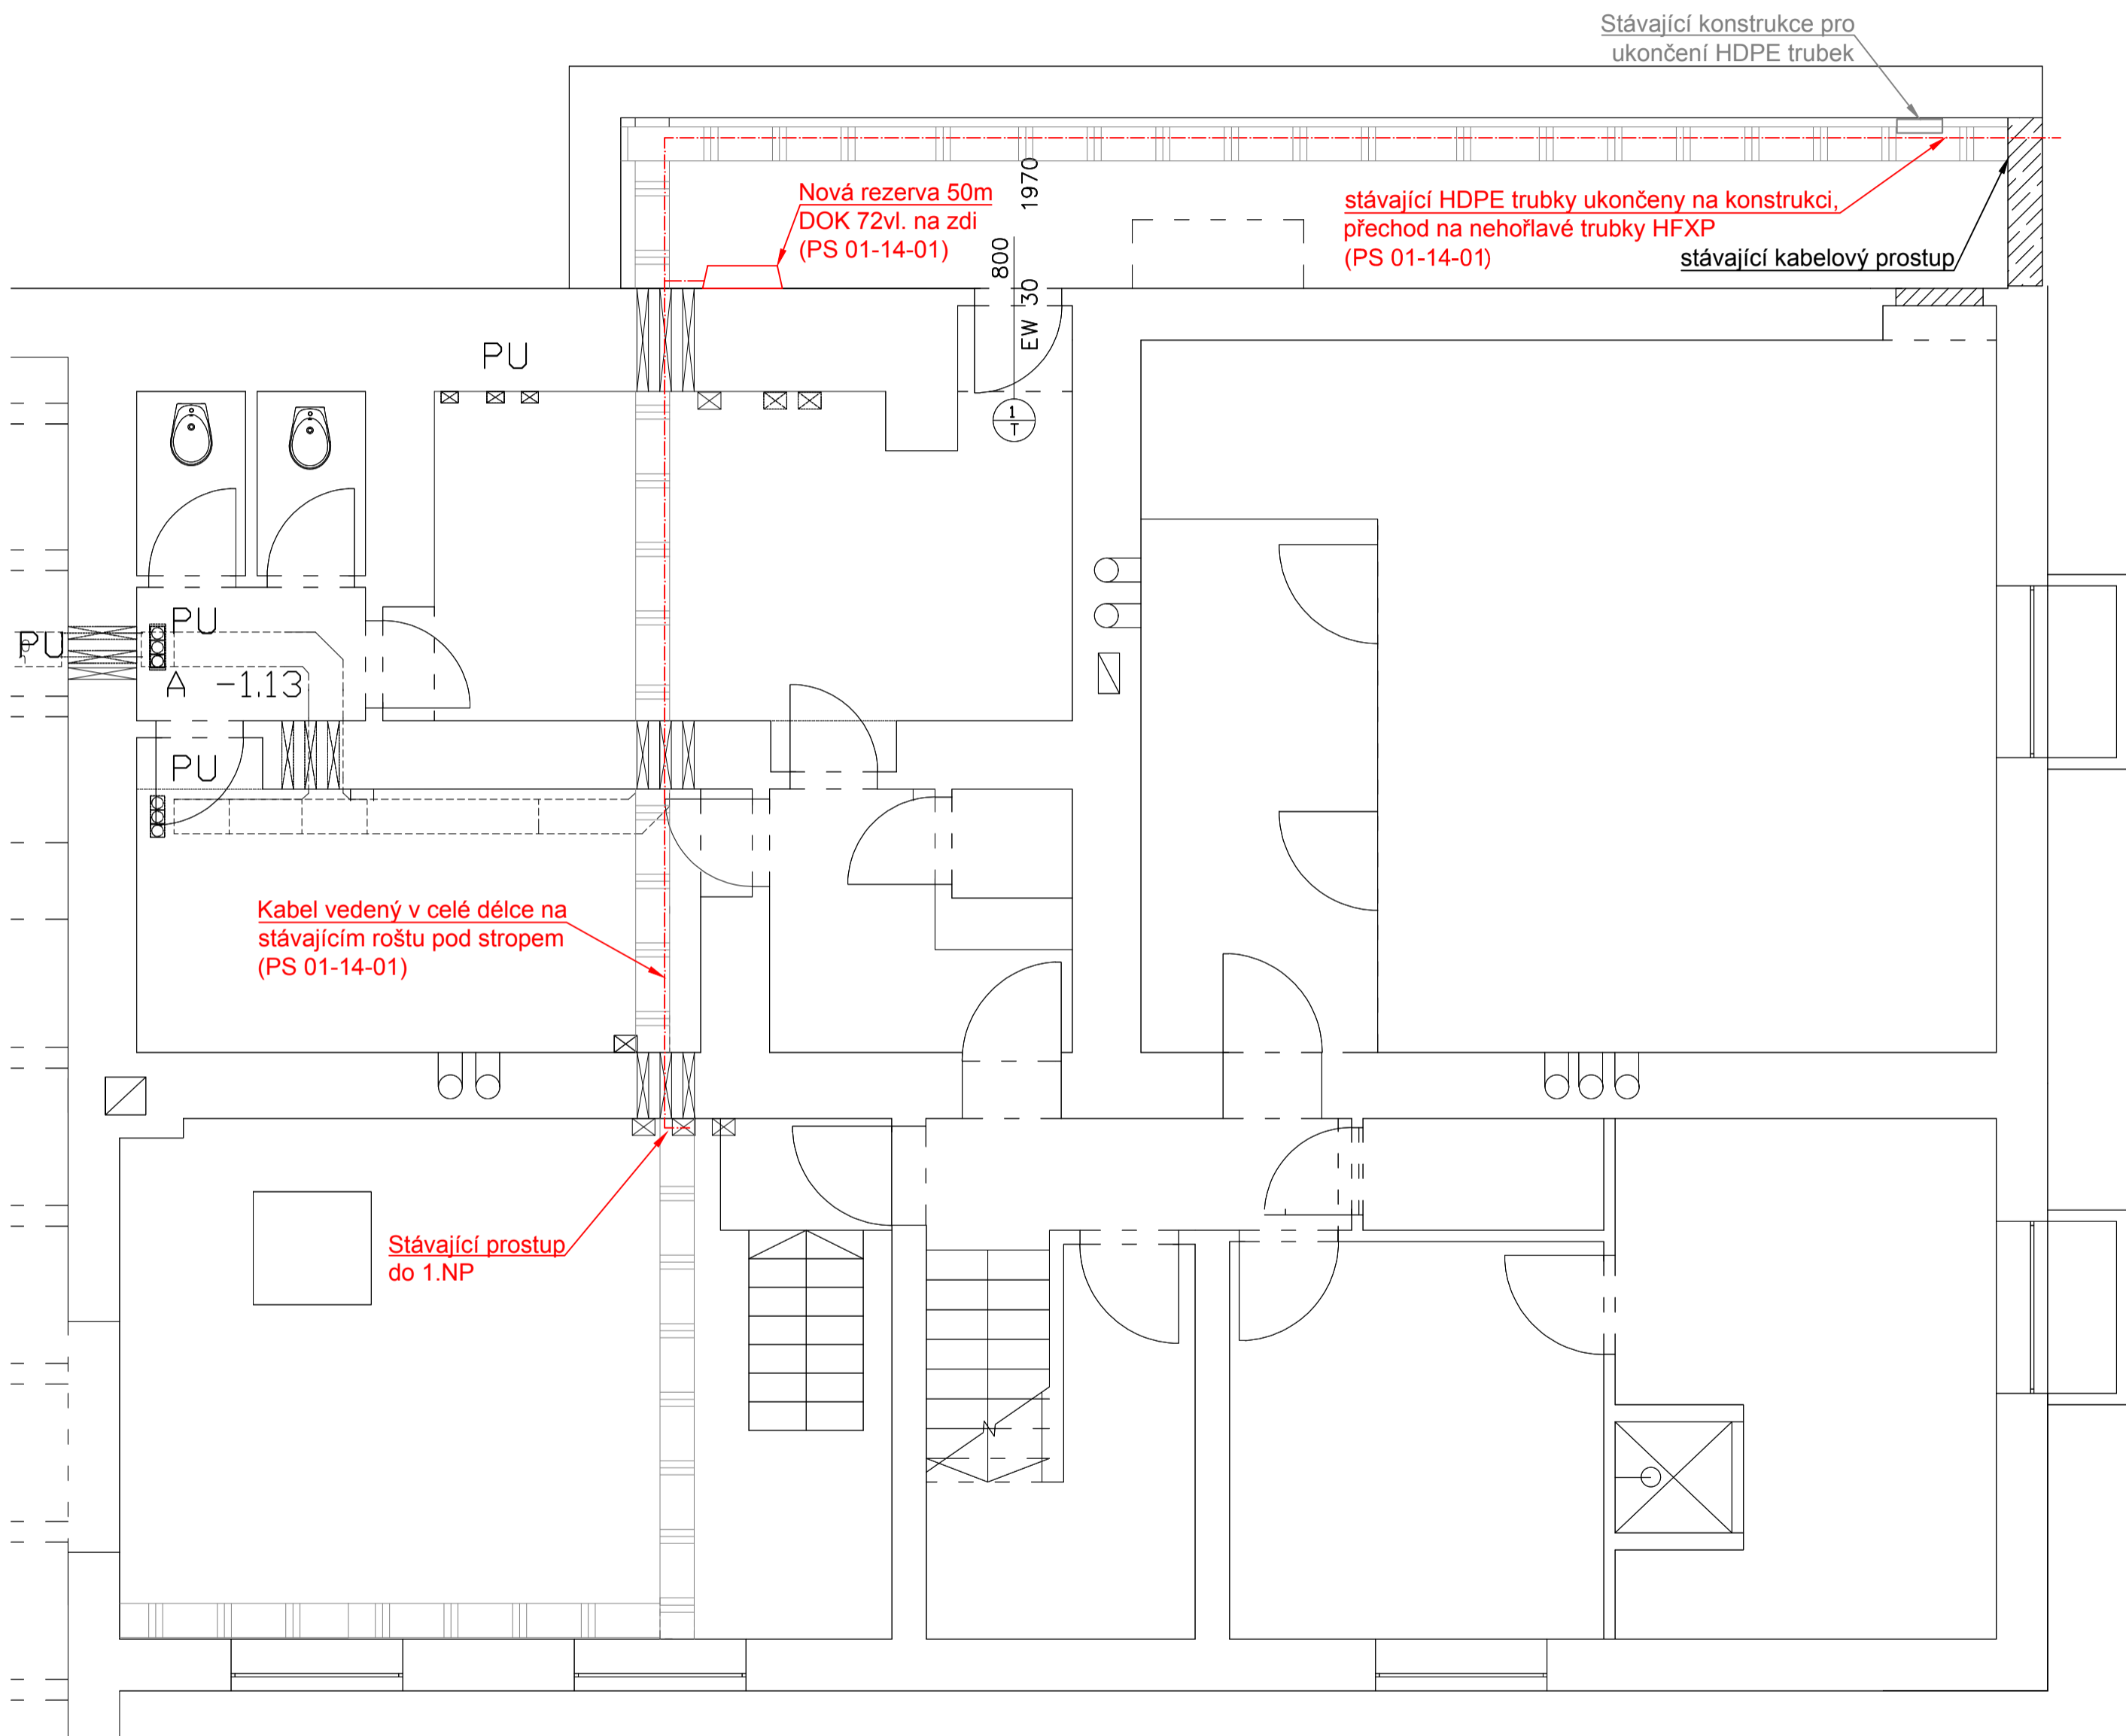 Stávající konstrukce pro
ukončení HDPE trubek
Nová rezerva 50m
DOK 72vl. na zdi
(PS 01-14-01)
1970
800
EW 30
stávající HDPE trubky ukončeny na konstrukci,
přechod na nehořlavé trubky HFXP
(PS 01-14-01)
stávající kabelový prostup
PU
1
T
PU
PU
A -1.13
PU
Kabel vedený v celé délce na
stávajícím roštu pod stropem
(PS 01-14-01)
Stávající prostup
do 1.NP